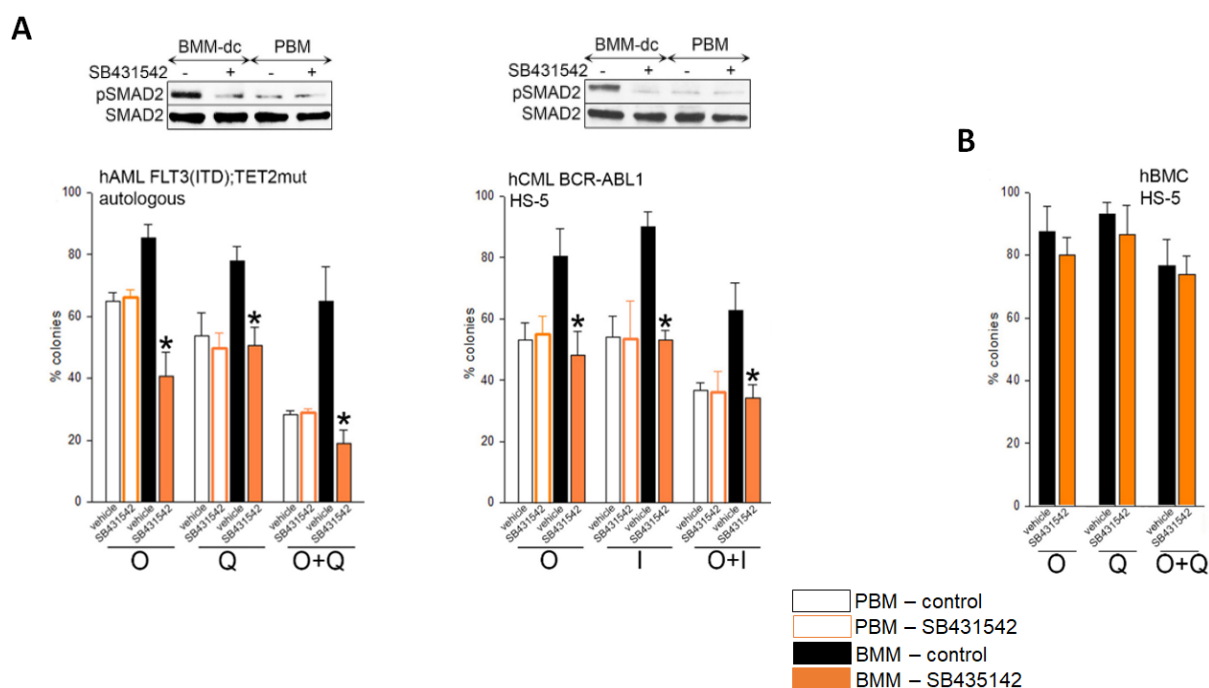 A
BMM-dc PBM
SB431542 - + - +
pSMAD2
SMAD2
hAML FLT3(ITD);TET2mut
autologous
% colonies
100
80
60
40
20
0
* * *
vehicle SB431542 vehicle SB431542 vehicle SB431542 vehicle SB431542 vehicle SB431542 vehicle SB431542
O Q O+Q
BMM-dc PBM
SB431542 - + - +
pSMAD2
SMAD2
hCML BCR-ABL1
HS-5
% colonies
100
80
60
40
20
0
* * *
vehicle SB431542 vehicle SB431542 vehicle SB431542 vehicle SB431542 vehicle SB431542 vehicle SB431542
O I O+I
B
hBMC
HS-5
% colonies
100
80
60
40
20
0
vehicle SB431542 vehicle SB431542 vehicle SB431542
O Q O+Q
PBM – control
PBM – SB431542
BMM – control
BMM – SB435142